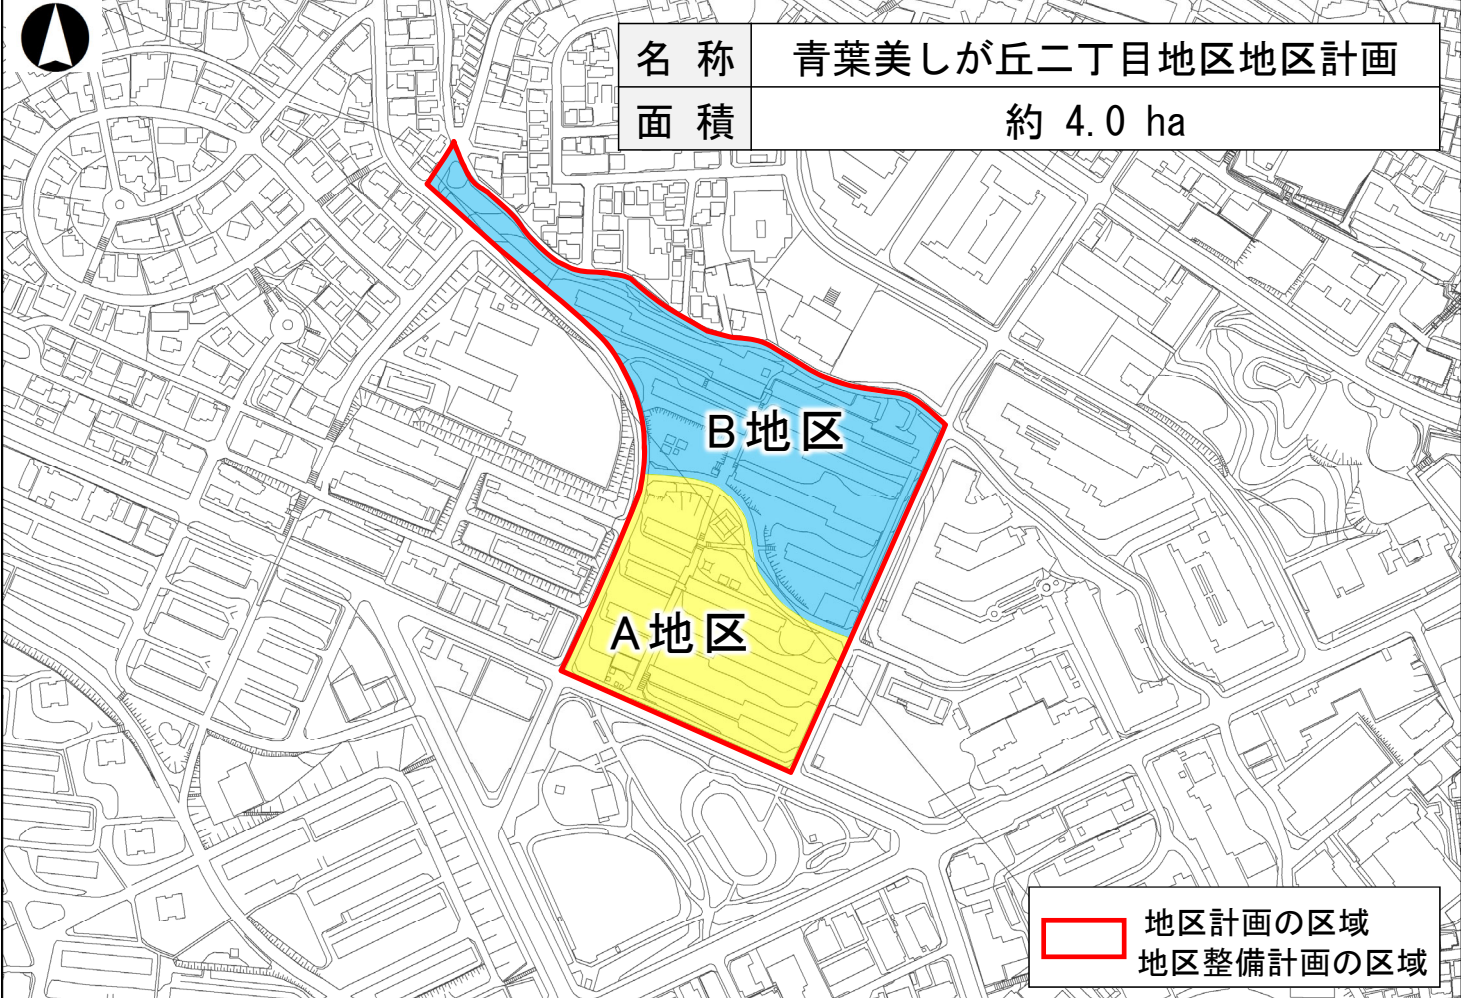 名称 青葉美しが丘二丁目地区地区計画
面積 約 4.0 ha
B地区
A地区
地区計画の区域
地区整備計画の区域